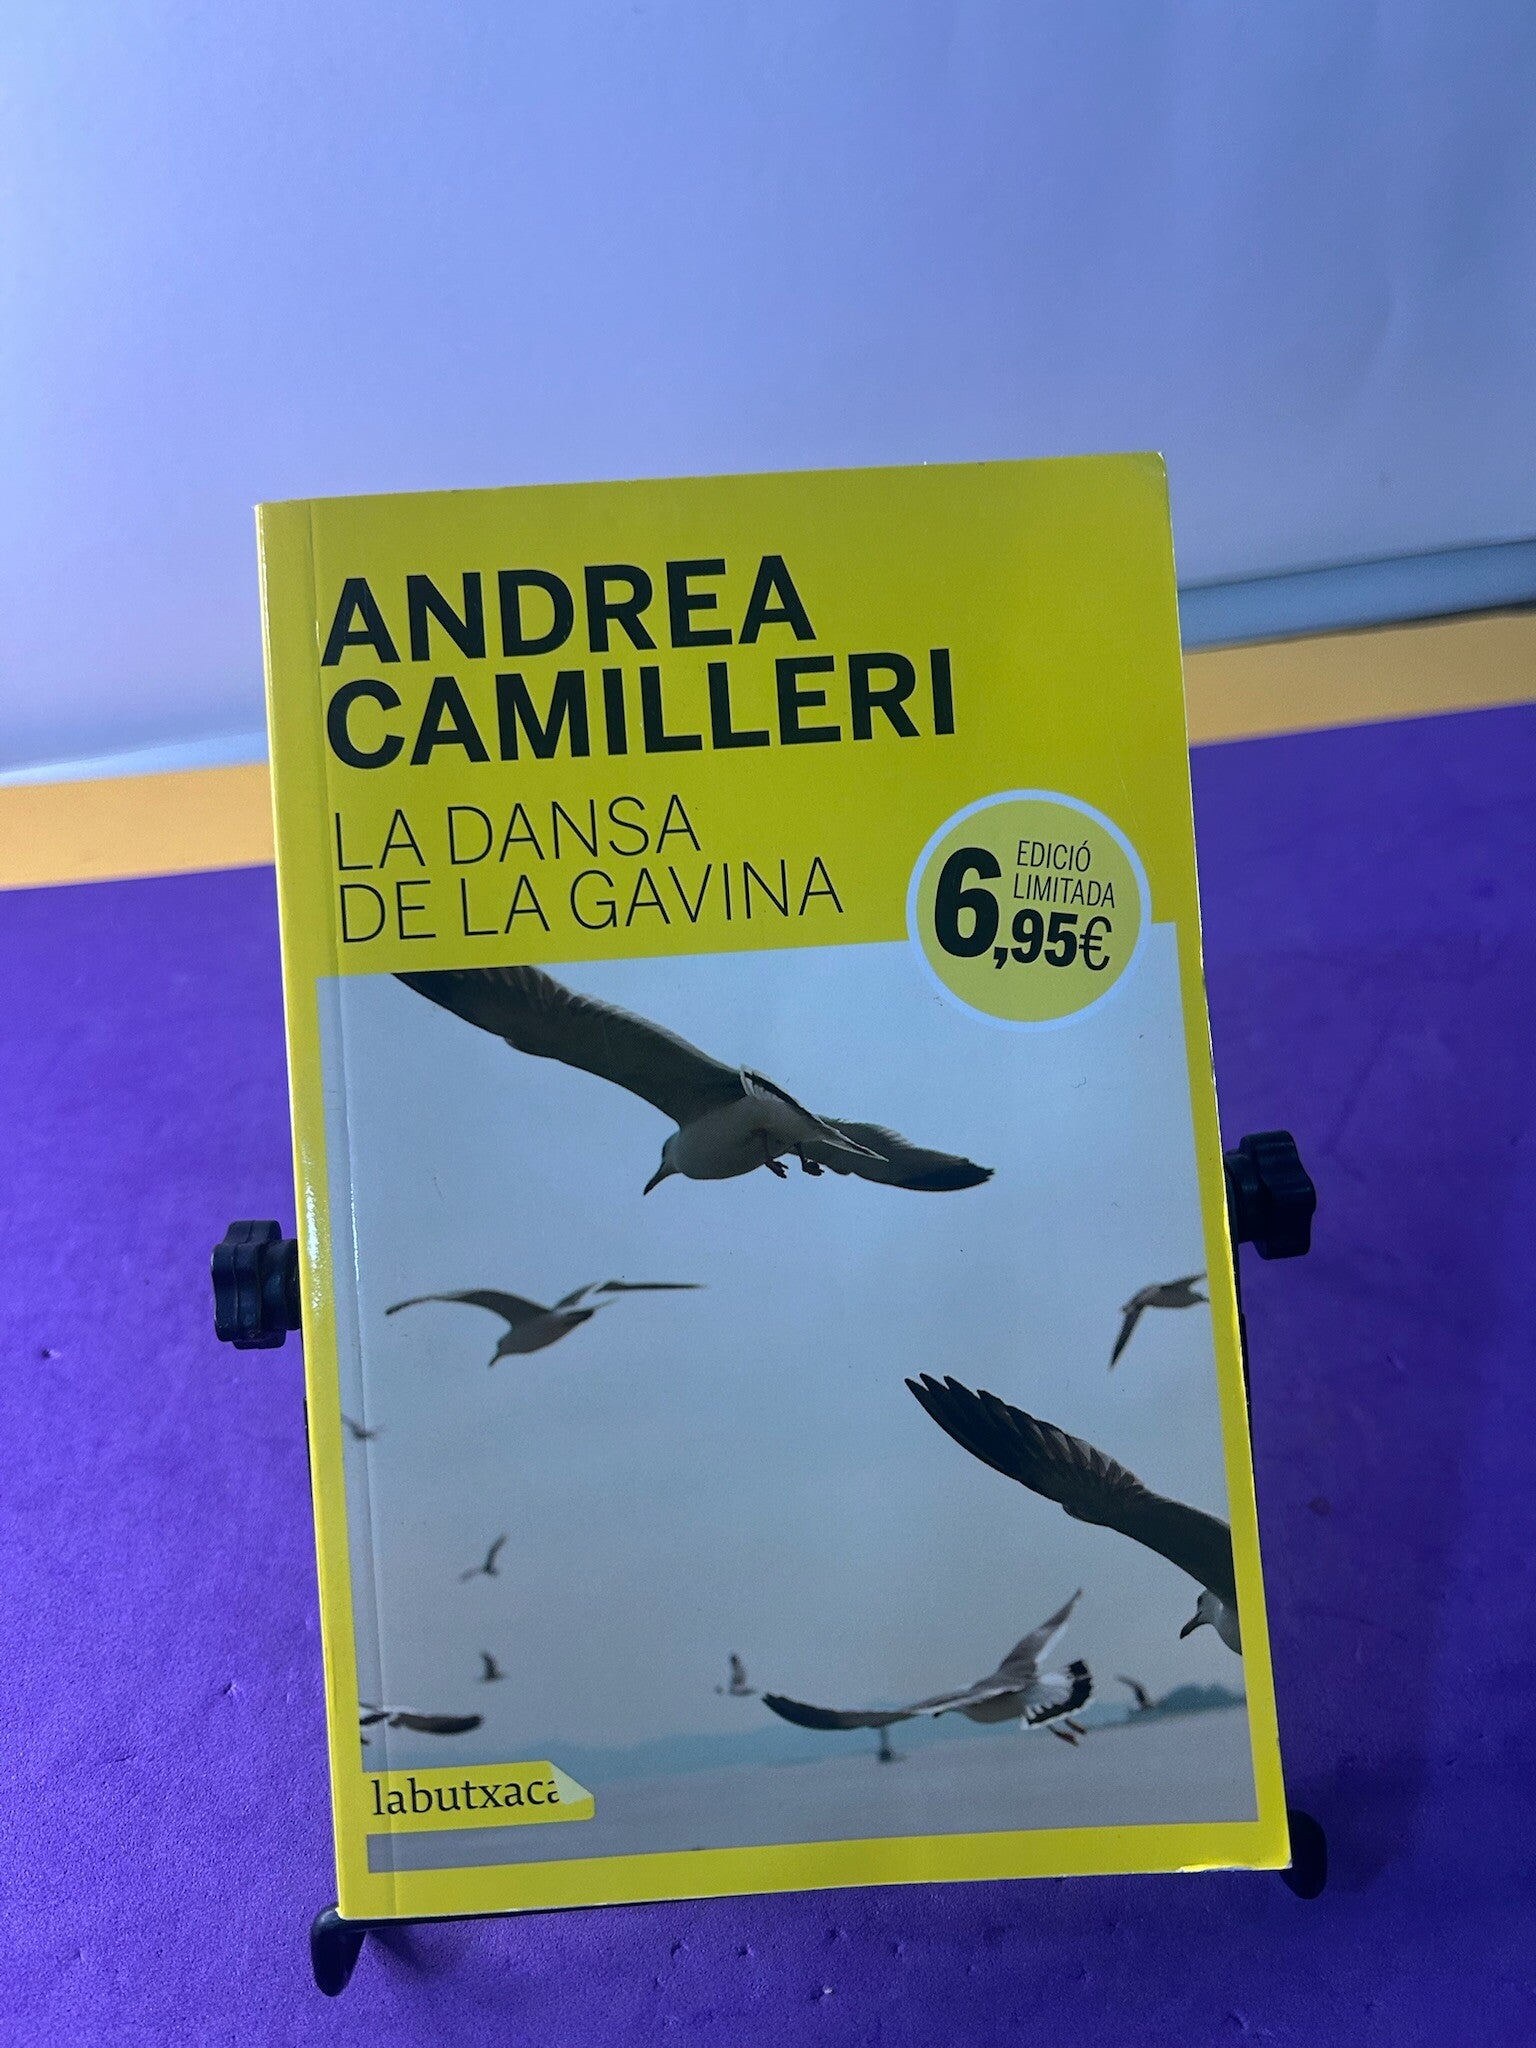 ANDREA
CAMILLERI
LA DANSA
DE LA GAVINA
EDICIÓ
LIMITADA
6,95€
labutxaca